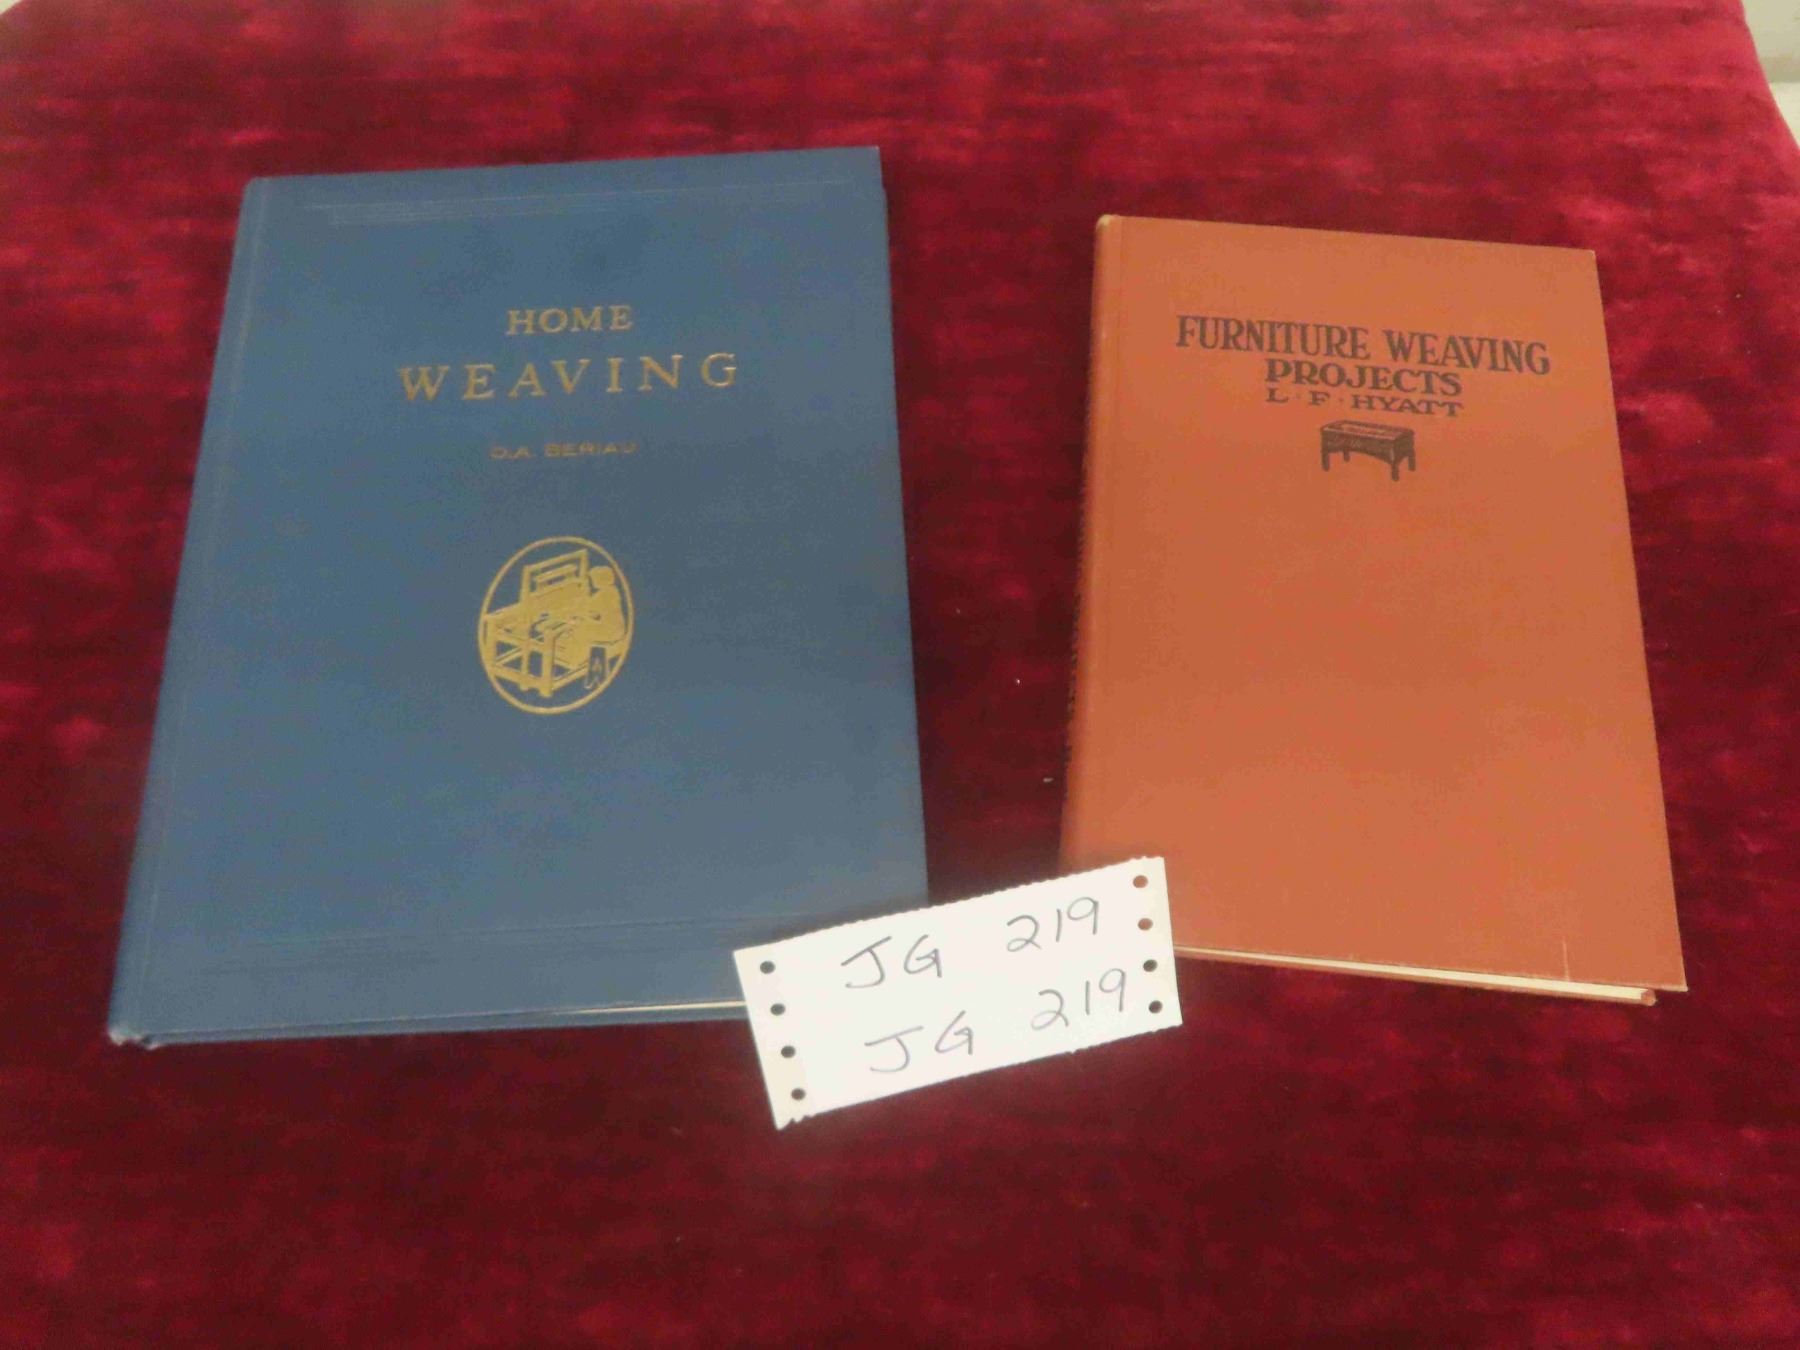 HOME
WEAVING
O.A. BERIAU
FURNITURE WEAVING
PROJECTS
L · F · HYATT
JG 219
JG 219